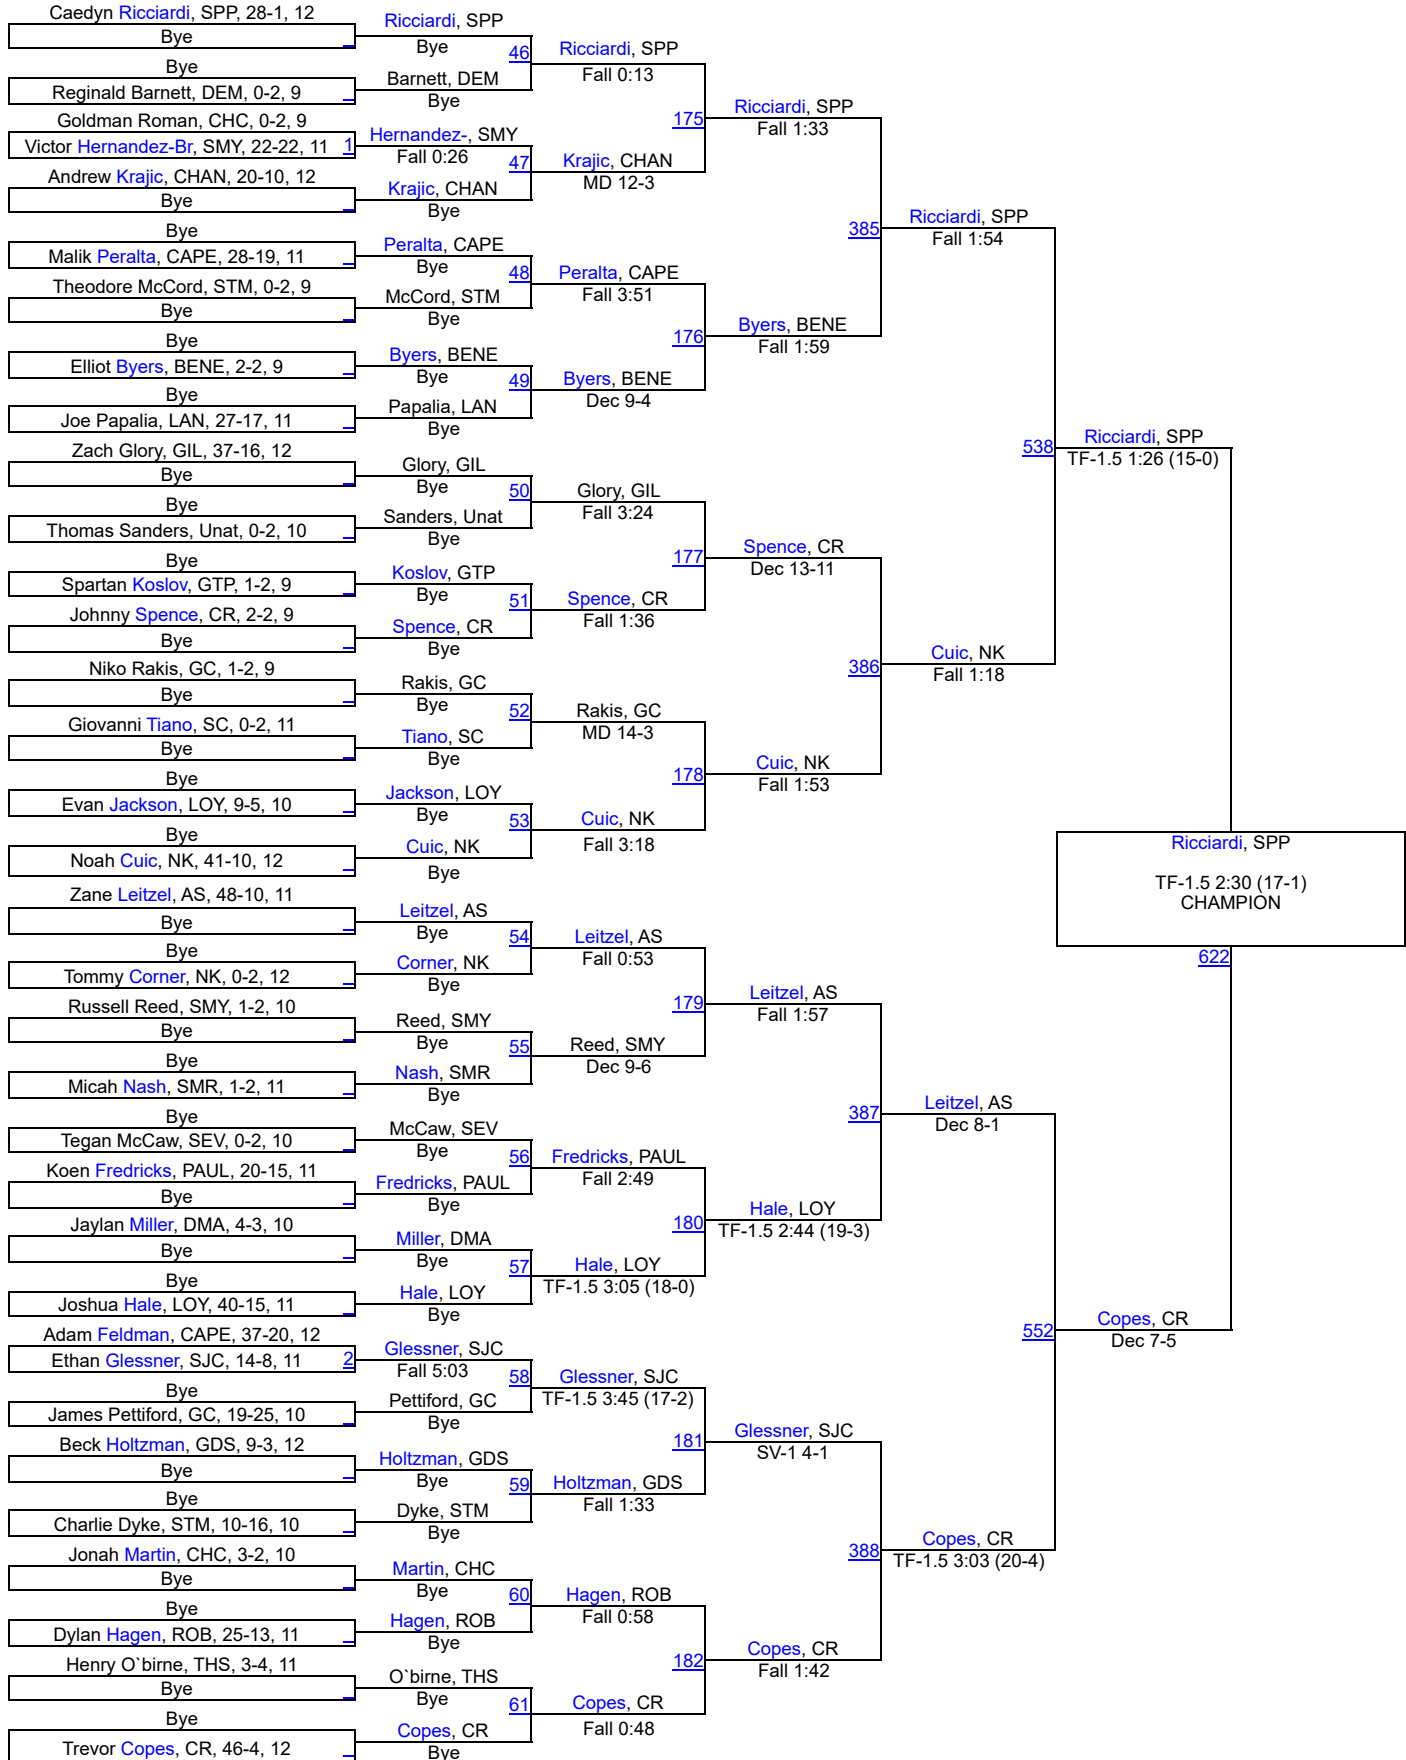 Caedyn Ricciardi, SPP, 28-1, 12
Bye
Bye
Reginald Barnett, DEM, 0-2, 9
Goldman Roman, CHC, 0-2, 9
Victor Hernandez-Br, SMY, 22-22, 11 1
Andrew Krajic, CHAN, 20-10, 12
Bye
Bye
Malik Peralta, CAPE, 28-19, 11
Theodore McCord, STM, 0-2, 9
Bye
Bye
Elliot Byers, BENE, 2-2, 9
Bye
Joe Papalia, LAN, 27-17, 11
Zach Glory, GIL, 37-16, 12
Bye
Bye
Thomas Sanders, Unat, 0-2, 10
Bye
Spartan Koslov, GTP, 1-2, 9
Johnny Spence, CR, 2-2, 9
Bye
Niko Rakis, GC, 1-2, 9
Bye
Giovanni Tiano, SC, 0-2, 11
Bye
Bye
Evan Jackson, LOY, 9-5, 10
Bye
Noah Cuic, NK, 41-10, 12
Zane Leitzel, AS, 48-10, 11
Bye
Bye
Tommy Corner, NK, 0-2, 12
Russell Reed, SMY, 1-2, 10
Bye
Bye
Micah Nash, SMR, 1-2, 11
Bye
Tegan McCaw, SEV, 0-2, 10
Koen Fredricks, PAUL, 20-15, 11
Bye
Jaylan Miller, DMA, 4-3, 10
Bye
Bye
Joshua Hale, LOY, 40-15, 11
Adam Feldman, CAPE, 37-20, 12
Ethan Glessner, SJC, 14-8, 11 2
Bye
James Pettiford, GC, 19-25, 10
Beck Holtzman, GDS, 9-3, 12
Bye
Bye
Charlie Dyke, STM, 10-16, 10
Jonah Martin, CHC, 3-2, 10
Bye
Bye
Dylan Hagen, ROB, 25-13, 11
Henry O`birne, THS, 3-4, 11
Bye
Bye
Trevor Copes, CR, 46-4, 12
Ricciardi, SPP
Bye
46
Barnett, DEM
Bye
Hernandez-, SMY
Fall 0:26
47
Krajic, CHAN
Bye
Peralta, CAPE
Bye
48
McCord, STM
Bye
Byers, BENE
Bye
49
Papalia, LAN
Bye
Glory, GIL
Bye
50
Sanders, Unat
Bye
Koslov, GTP
Bye
51
Spence, CR
Bye
Rakis, GC
Bye
52
Tiano, SC
Bye
Jackson, LOY
Bye
53
Cuic, NK
Bye
Leitzel, AS
Bye
54
Corner, NK
Bye
Reed, SMY
Bye
55
Nash, SMR
Bye
McCaw, SEV
Bye
56
Fredricks, PAUL
Bye
Miller, DMA
Bye
57
Hale, LOY
Bye
Glessner, SJC
Fall 5:03
58
Pettiford, GC
Bye
Holtzman, GDS
Bye
59
Dyke, STM
Bye
Martin, CHC
Bye
60
Hagen, ROB
Bye
O`birne, THS
Bye
61
Copes, CR
Bye
Ricciardi, SPP
Fall 0:13
175
Krajic, CHAN
MD 12-3
Peralta, CAPE
Fall 3:51
176
Byers, BENE
Dec 9-4
Glory, GIL
Fall 3:24
177
Spence, CR
Fall 1:36
Rakis, GC
MD 14-3
178
Cuic, NK
Fall 3:18
Leitzel, AS
Fall 0:53
179
Reed, SMY
Dec 9-6
Fredricks, PAUL
Fall 2:49
180
Hale, LOY
TF-1.5 3:05 (18-0)
Glessner, SJC
TF-1.5 3:45 (17-2)
181
Holtzman, GDS
Fall 1:33
Hagen, ROB
Fall 0:58
182
Copes, CR
Fall 0:48
Ricciardi, SPP
Fall 1:33
385
Byers, BENE
Fall 1:59
Spence, CR
Dec 13-11
386
Cuic, NK
Fall 1:53
Leitzel, AS
Fall 1:57
387
Hale, LOY
TF-1.5 2:44 (19-3)
Glessner, SJC
SV-1 4-1
388
Copes, CR
Fall 1:42
Ricciardi, SPP
Fall 1:54
538
Cuic, NK
Fall 1:18
Leitzel, AS
Dec 8-1
552
Copes, CR
TF-1.5 3:03 (20-4)
Ricciardi, SPP
TF-1.5 1:26 (15-0)
Copes, CR
Dec 7-5
Ricciardi, SPP
TF-1.5 2:30 (17-1)
CHAMPION
622